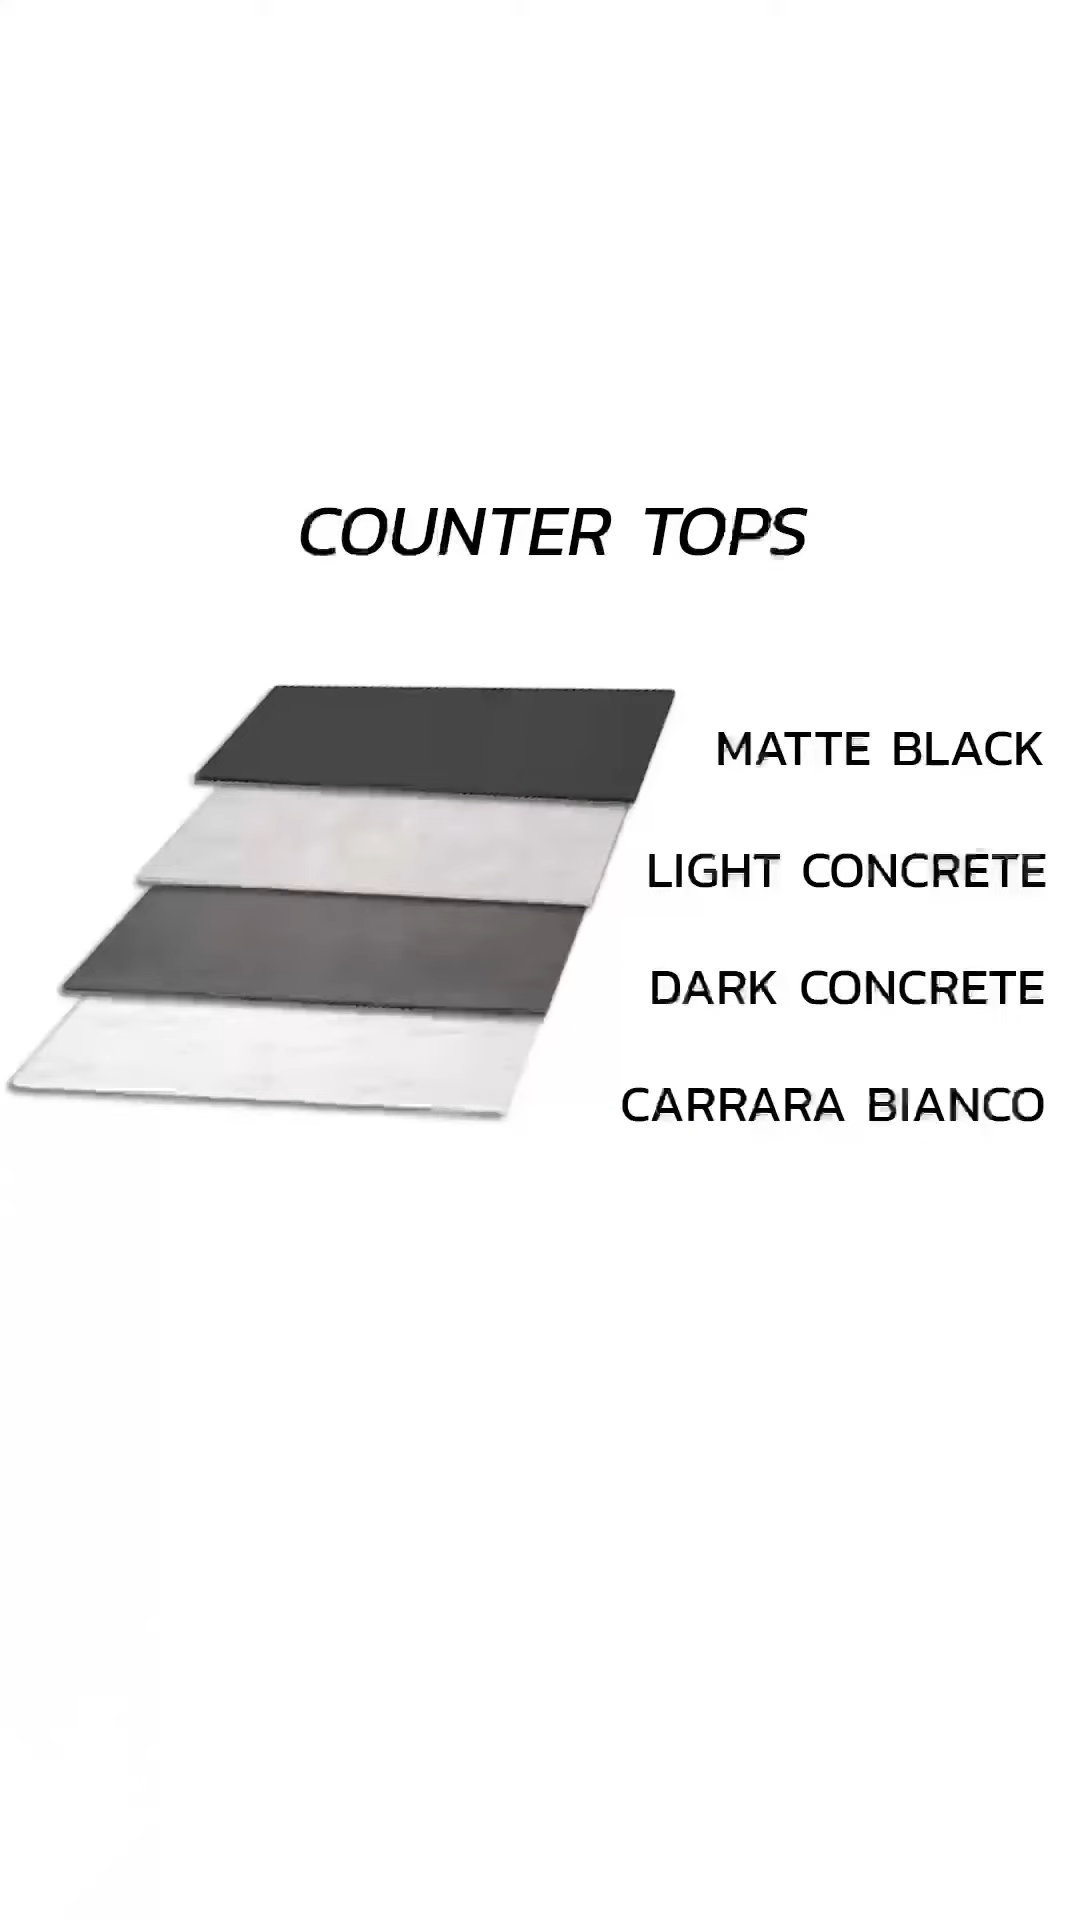 COUNTER TOPS
MATTE BLACK
LIGHT CONCRETE
DARK CONCRETE
CARRARA BIANCO